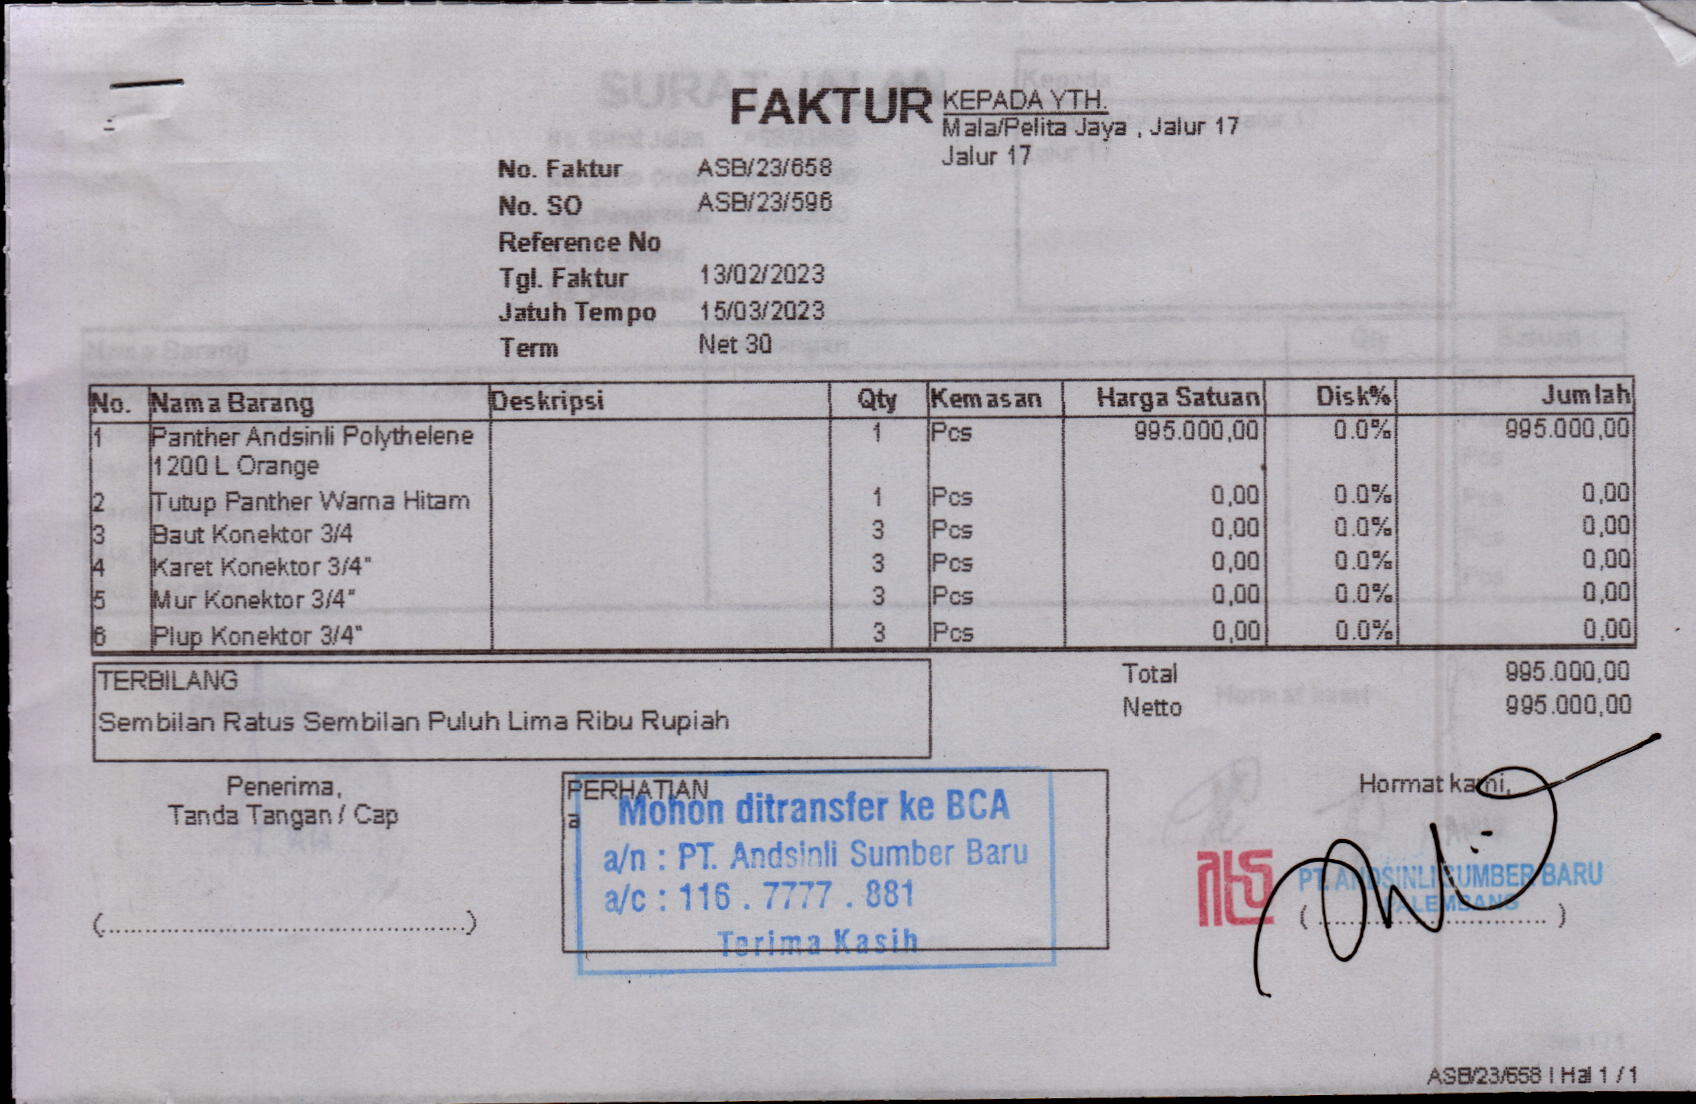 FAKTUR
KEPADA YTH.
Mala/Pelita Jaya , Jalur 17
Jalur 17
No. Faktur ASB/23/658
No. SO ASB/23/596
Reference No
Tgl. Faktur 13/02/2023
Jatuh Tempo 15/03/2023
Term Net 30
No. Nama Barang Deskripsi Qty Kemasan Harga Satuan Disk% Jumlah
1 Panther Andsinli Polythelene 1 Pcs 995.000,00 0.0% 995.000,00
1200 L Orange
2 Tutup Panther Warna Hitam 1 Pcs 0,00 0.0% 0,00
3 Baut Konektor 3/4 3 Pcs 0,00 0.0% 0,00
4 Karet Konektor 3/4" 3 Pcs 0,00 0.0% 0,00
5 Mur Konektor 3/4" 3 Pcs 0,00 0.0% 0,00
6 Plup Konektor 3/4" 3 Pcs 0,00 0.0% 0,00
TERBILANG
Sembilan Ratus Sembilan Puluh Lima Ribu Rupiah
Total 995.000,00
Netto 995.000,00
Penerima,
Tanda Tangan / Cap
(............................................)
PERHATIAN
a
Mohon ditransfer ke BCA
a/n : PT. Andsinli Sumber Baru
a/c : 116 . 7777 . 881
Terima Kasih
Hormat kami,
PT. ANDSINLI SUMBER BARU
PALEMBANG
(............................)
ASB/23/658 | Hal 1 / 1